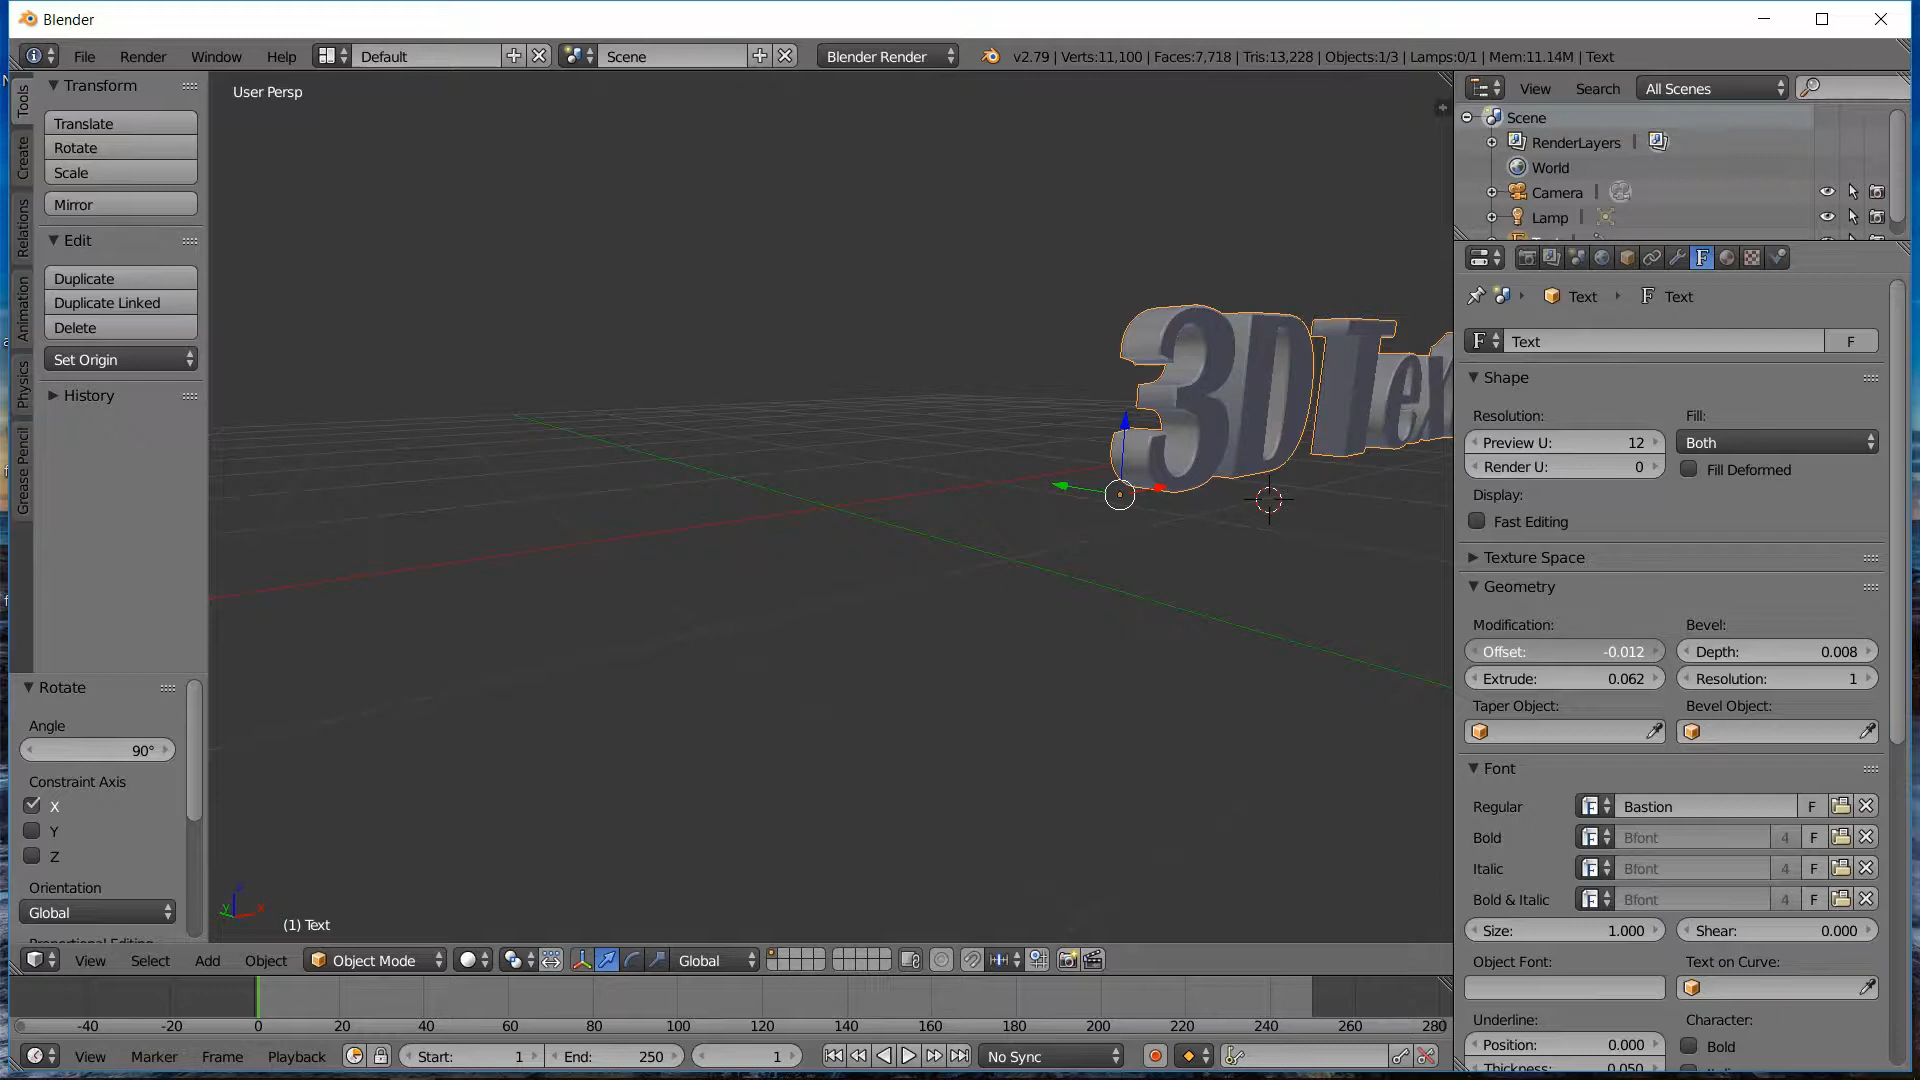 Blender
File Render Window Help Default Scene Blender Render v2.79 | Verts:11,100 | Faces:7,718 | Tris:13,228 | Objects:1/3 | Lamps:0/1 | Mem:11.14M | Text
Tools
Create
Relations
Animation
Physics
Grease Pencil
Transform
Translate
Rotate
Scale
Mirror
Edit
Duplicate
Duplicate Linked
Delete
Set Origin
History
Rotate
Angle
90°
Constraint Axis
X
Y
Z
Orientation
Global
User Persp
3D Tex
(1) Text
View Search All Scenes
Scene
RenderLayers
World
Camera
Lamp
Text Text
Text F
Shape
Resolution: Fill:
Preview U: 12 Both
Render U: 0 Fill Deformed
Display:
Fast Editing
Texture Space
Geometry
Modification: Bevel:
Offset: -0.012 Depth: 0.008
Extrude: 0.062 Resolution: 1
Taper Object: Bevel Object:
Font
Regular Bastion F
Bold Bfont 4 F
Italic Bfont 4 F
Bold & Italic Bfont 4 F
Size: 1.000 Shear: 0.000
Object Font: Text on Curve:
Underline: Character:
Position: 0.000 Bold
Thickness: 0.050
View Select Add Object Object Mode Global
-40 -20 0 20 40 60 80 100 120 140 160 180 200 220 240 260 280
View Marker Frame Playback Start: 1 End: 250 1 No Sync